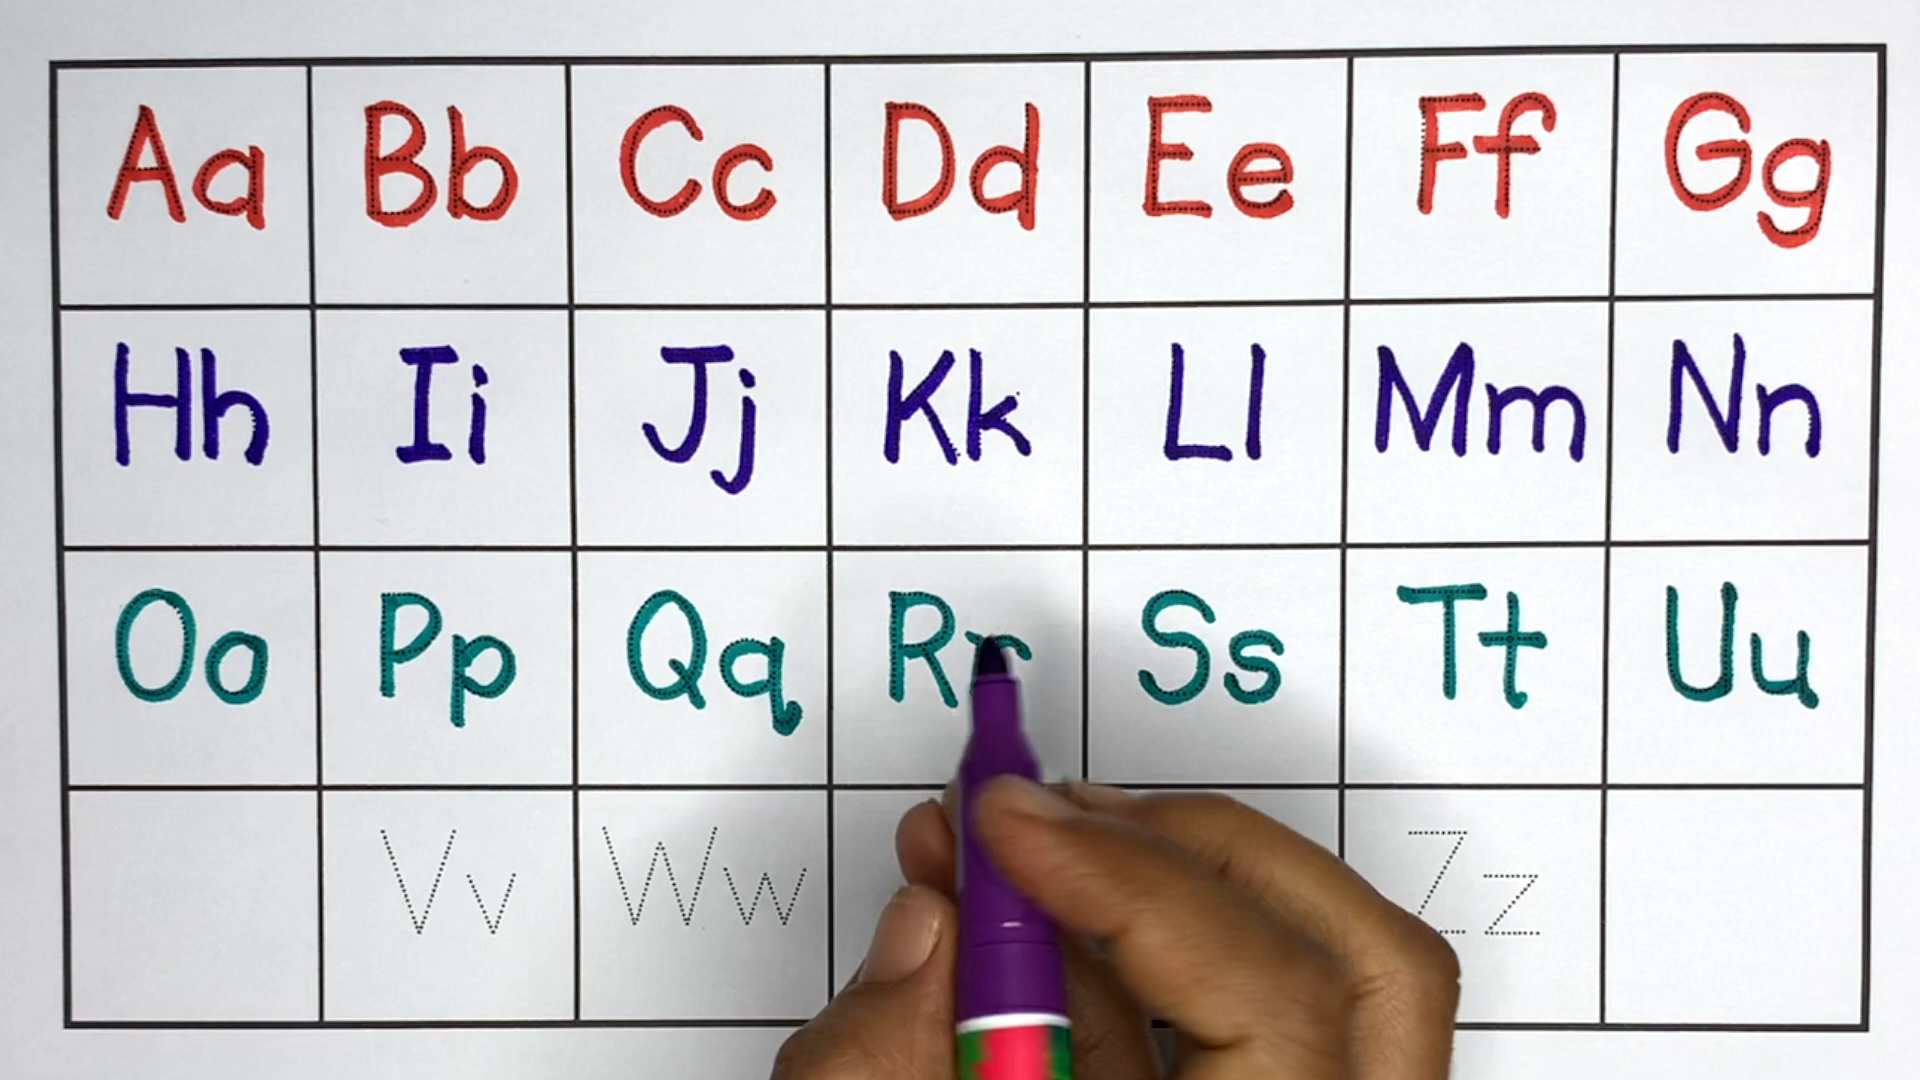 Aa Bb Cc Dd Ee Ff Gg
Hh Ii Jj Kk Ll Mm Nn
Oo Pp Qq Rr Ss Tt Uu
Vv Ww Zz